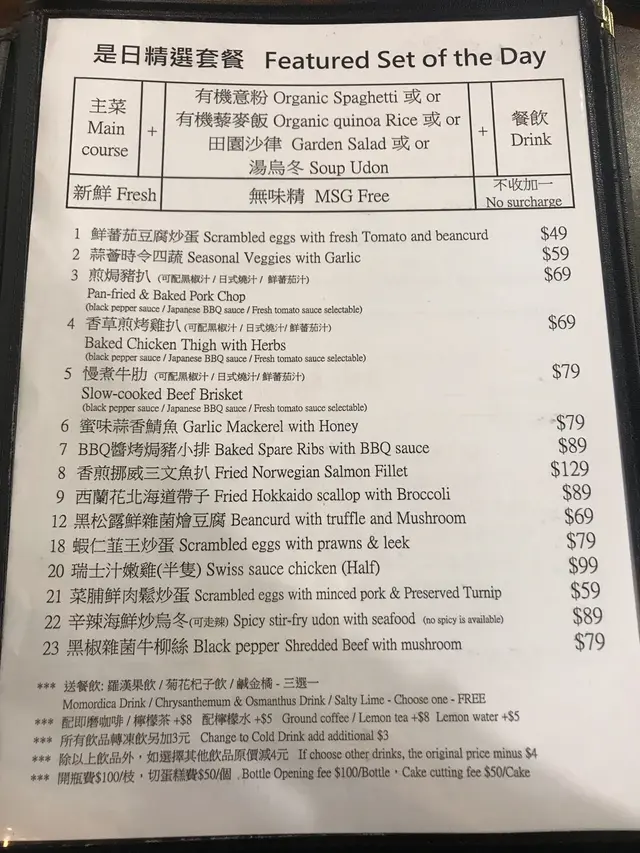 是日精選套餐 Featured Set of the Day
主菜
Main
course
+
有機意粉 Organic Spaghetti 或 or
有機藜麥飯 Organic quinoa Rice 或 or
田園沙律 Garden Salad 或 or
湯烏冬 Soup Udon
+
餐飲
Drink
新鮮 Fresh
無味精 MSG Free
不收加一
No surcharge
1 鮮蕃茄豆腐炒蛋 Scrambled eggs with fresh Tomato and beancurd $49
2 蒜蓉時令四蔬 Seasonal Veggies with Garlic $59
3 煎焗豬扒 (可配黑椒汁 / 日式燒汁 / 鮮蕃茄汁) $69
Pan-fried & Baked Pork Chop
(black pepper sauce / Japanese BBQ sauce / Fresh tomato sauce selectable)
4 香草煎烤雞扒 (可配黑椒汁 / 日式燒汁/ 鮮蕃茄汁) $69
Baked Chicken Thigh with Herbs
(black pepper sauce / Japanese BBQ sauce / Fresh tomato sauce selectable)
5 慢煮牛肋 (可配黑椒汁 / 日式燒汁/ 鮮蕃茄汁) $79
Slow-cooked Beef Brisket
(black pepper sauce / Japanese BBQ sauce / Fresh tomato sauce selectable)
6 蜜味蒜香鯖魚 Garlic Mackerel with Honey $79
7 BBQ醬烤焗豬小排 Baked Spare Ribs with BBQ sauce $89
8 香煎挪威三文魚扒 Fried Norwegian Salmon Fillet $129
9 西蘭花北海道帶子 Fried Hokkaido scallop with Broccoli $89
12 黑松露鮮雜菌燴豆腐 Beancurd with truffle and Mushroom $69
18 蝦仁韮王炒蛋 Scrambled eggs with prawns & leek $79
20 瑞士汁嫩雞(半隻) Swiss sauce chicken (Half) $99
21 菜脯鮮肉鬆炒蛋 Scrambled eggs with minced pork & Preserved Turnip $59
22 辛辣海鮮炒烏冬(可走辣) Spicy stir-fry udon with seafood (no spicy is available) $89
23 黑椒雜菌牛柳絲 Black pepper Shredded Beef with mushroom $79
*** 送餐飲: 羅漢果飲 / 菊花杞子飲 / 鹹金橘 - 三選一
Momordica Drink / Chrysanthemum & Osmanthus Drink / Salty Lime - Choose one - FREE
*** 配即磨咖啡 / 檸檬茶 +$8 配檸檬水 +$5 Ground coffee / Lemon tea +$8 Lemon water +$5
*** 所有飲品轉凍飲另加3元 Change to Cold Drink add additional $3
*** 除以上飲品外，如選擇其他飲品原價減4元 If choose other drinks, the original price minus $4
*** 開瓶費$100/枝，切蛋糕費$50/個 Bottle Opening fee $100/Bottle，Cake cutting fee $50/Cake